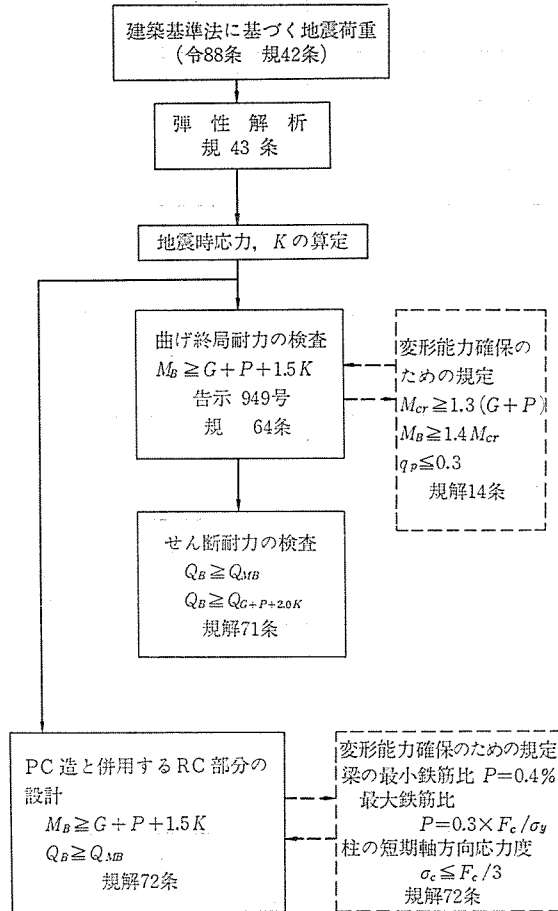 建築基準法に基づく地震荷重
(令88条 規42条)
弾性解析
規43条
地震時応力，Kの算定
曲げ終局耐力の検査
M_B≧G+P+1.5K
告示 949号
規 64条
変形能力確保の
ための規定
M_cr≧1.3(G+P)
M_B≧1.4M_cr
q_p≦0.3
規解14条
せん断耐力の検査
Q_B≧Q_MB
Q_B≧Q_G+P+2.0K
規解71条
PC造と併用するRC部分の
設計
M_B≧G+P+1.5K
Q_B≧Q_MB
規解72条
変形能力確保のための規定
梁の最小鉄筋比 P=0.4%
最大鉄筋比
P=0.3×F_c/σ_y
柱の短期軸方向応力度
σ_c≦F_c/3
規解72条